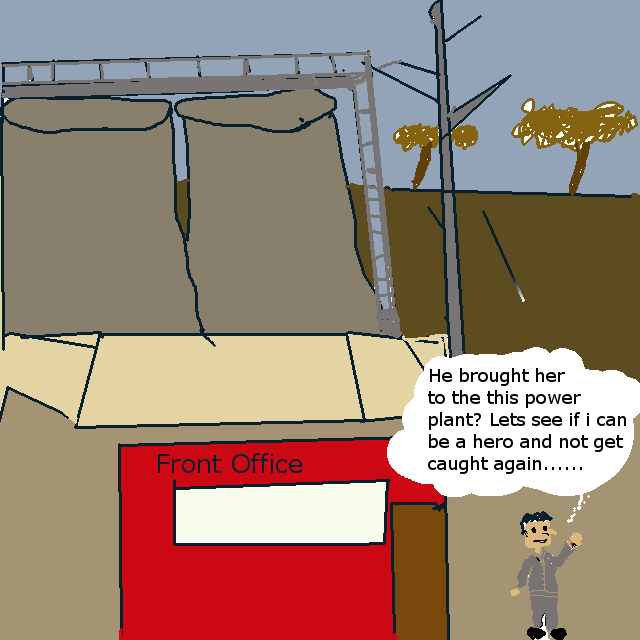 He brought her
to the this power
plant? Lets see if i can
be a hero and not get
caught again......
Front Office